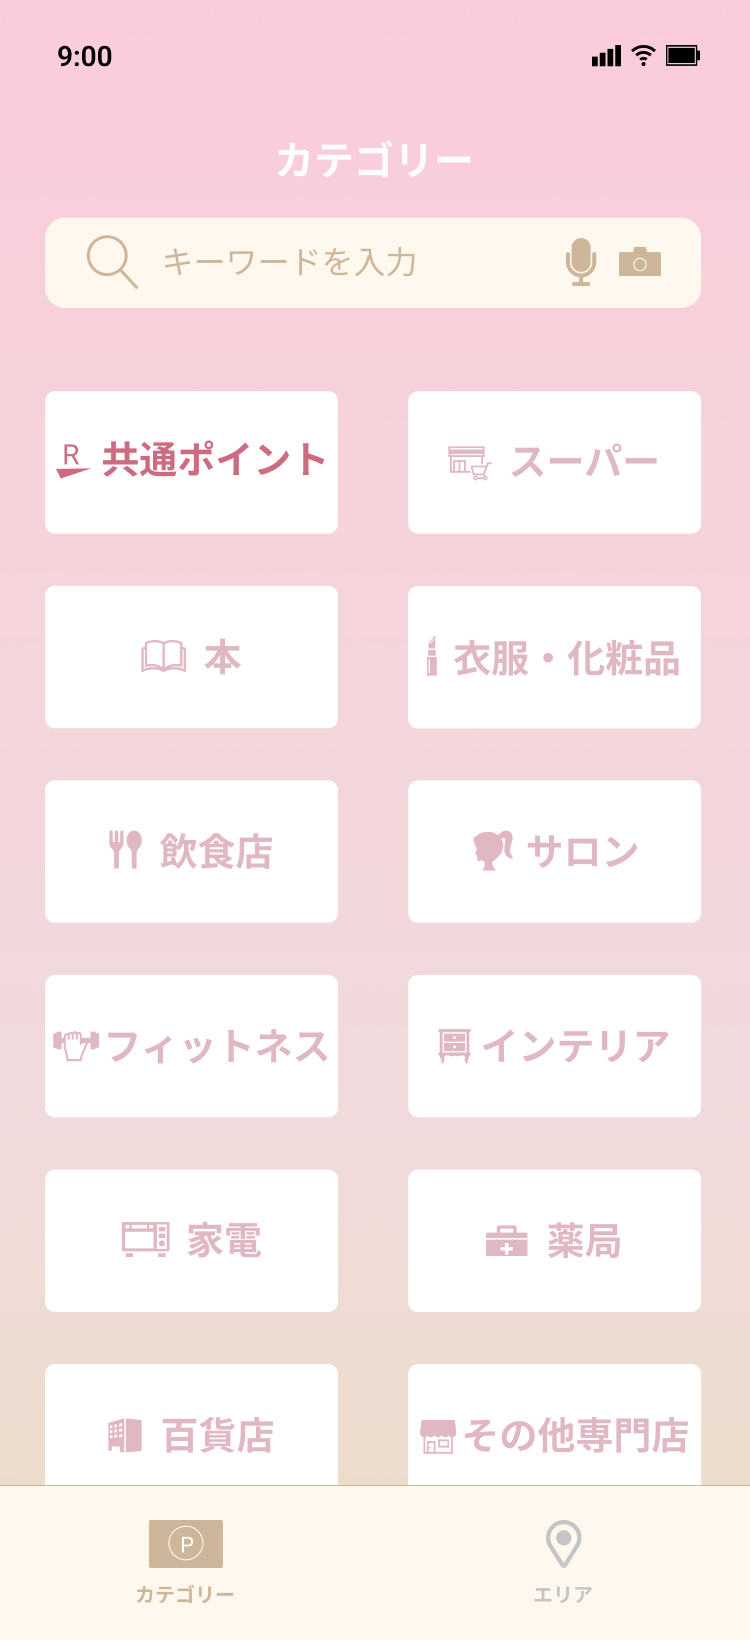 9:00
カテゴリー
キーワードを入力
R 共通ポイント
スーパー
本
衣服・化粧品
飲食店
サロン
フィットネス
インテリア
家電
薬局
百貨店
その他専門店
P
カテゴリー
エリア